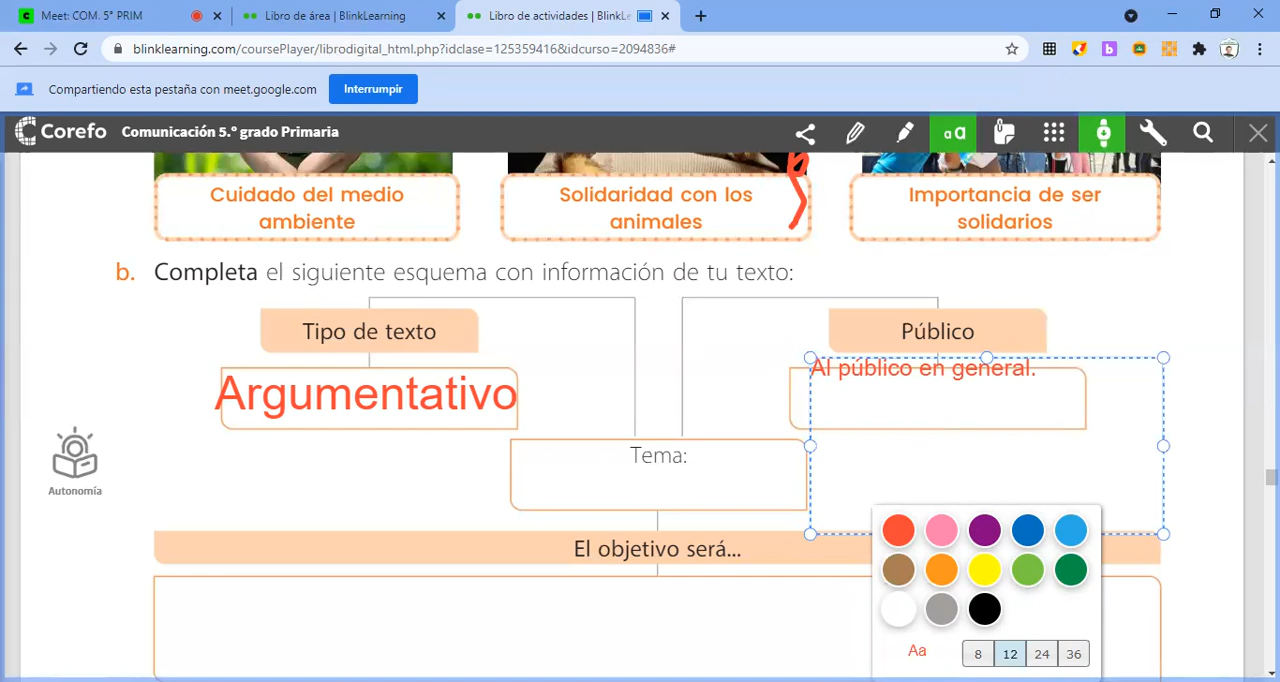 Meet: COM. 5° PRIM
Libro de área | BlinkLearning
Libro de actividades | BlinkLe
blinklearning.com/coursePlayer/librodigital_html.php?idclase=125359416&idcurso=2094836#
Compartiendo esta pestaña con meet.google.com
Interrumpir
Corefo
Comunicación 5.º grado Primaria
aa
Cuidado del medio
ambiente
Solidaridad con los
animales
Importancia de ser
solidarios
b. Completa el siguiente esquema con información de tu texto:
Tipo de texto
Público
Argumentativo
Al público en general.
Tema:
Autonomía
El objetivo será...
Aa
8
12
24
36